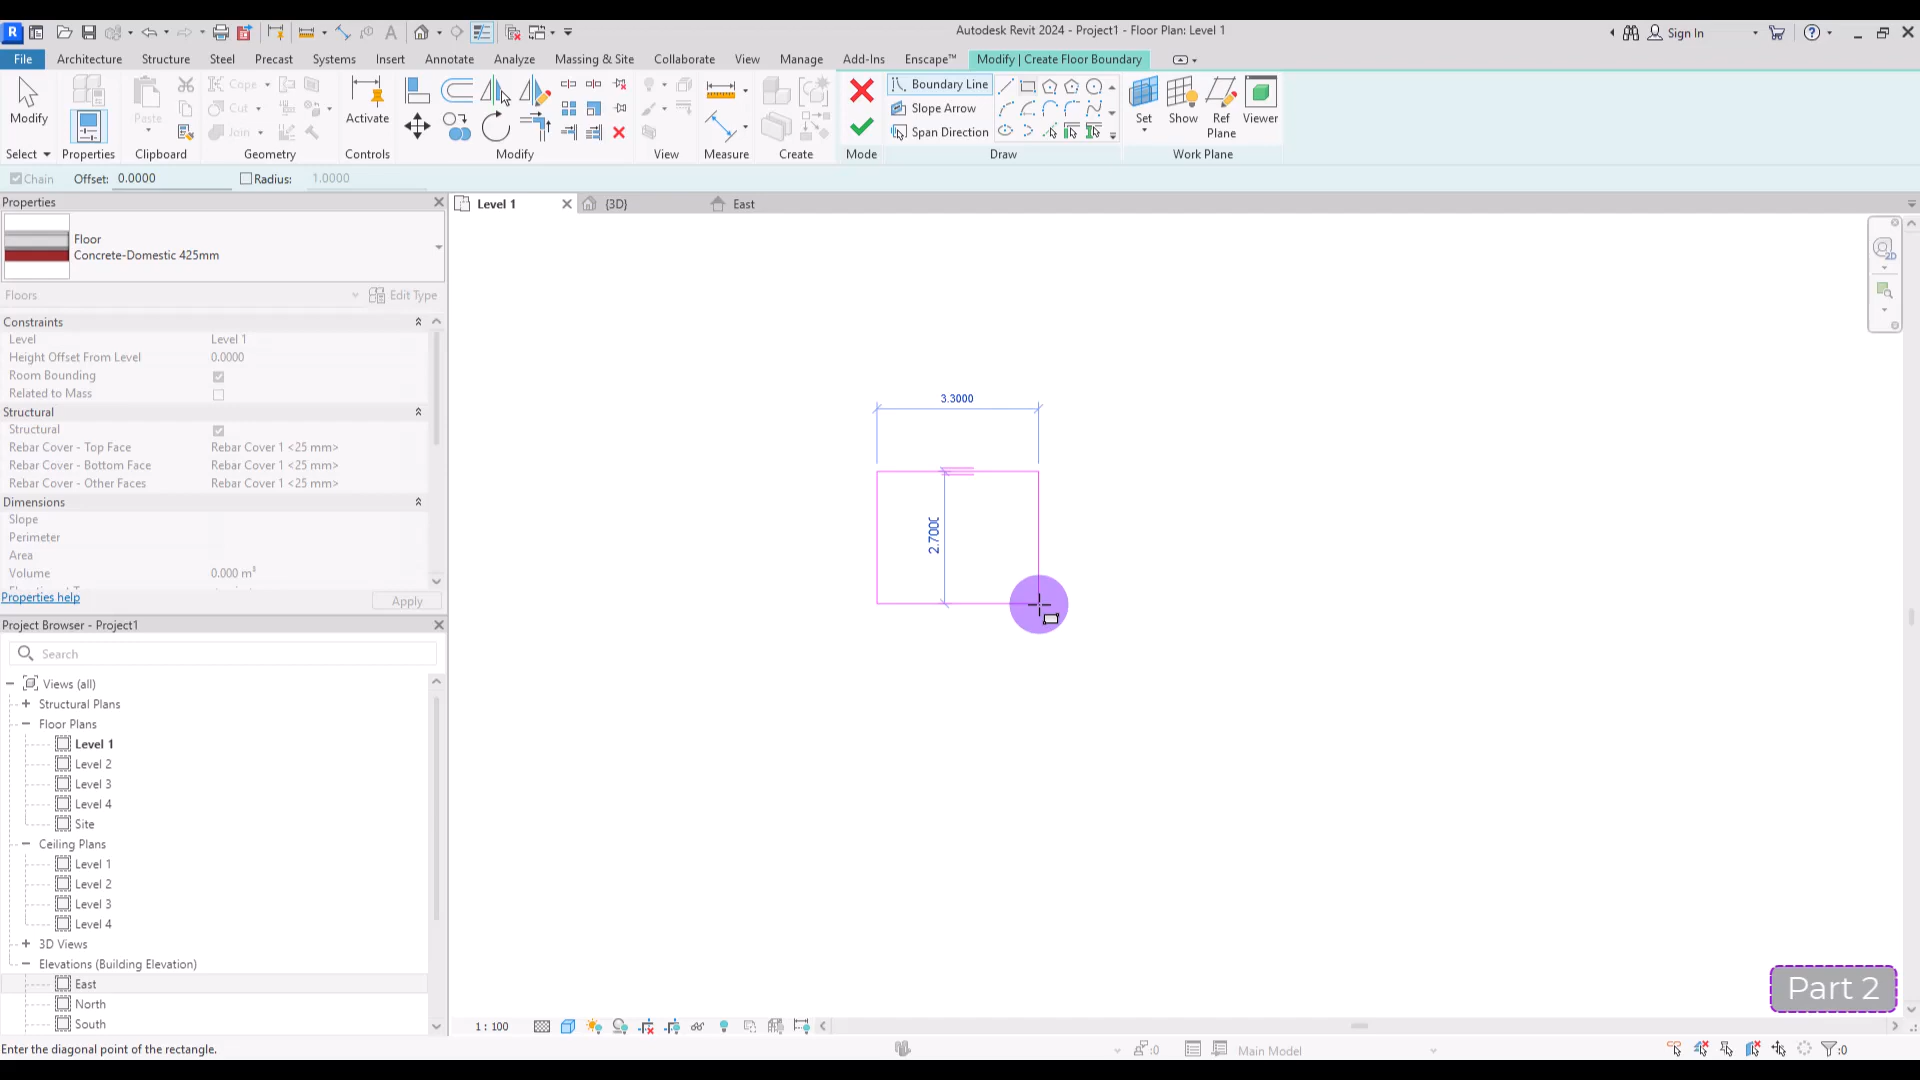 Autodesk Revit 2024 - Project1 - Floor Plan: Level 1
Sign In
File
Architecture
Structure
Steel
Precast
Systems
Insert
Annotate
Analyze
Massing & Site
Collaborate
View
Manage
Add-Ins
Enscape™
Modify | Create Floor Boundary
Modify
Paste
Cope
Cut
Join
Activate
Boundary Line
Slope Arrow
Span Direction
Set
Show
Ref
Plane
Viewer
Select
Properties
Clipboard
Geometry
Controls
Modify
View
Measure
Create
Mode
Draw
Work Plane
Chain
Offset: 0.0000
Radius: 1.0000
Properties
Floor
Concrete-Domestic 425mm
Floors
Edit Type
Constraints
Level Level 1
Height Offset From Level 0.0000
Room Bounding
Related to Mass
Structural
Structural
Rebar Cover - Top Face Rebar Cover 1 <25 mm>
Rebar Cover - Bottom Face Rebar Cover 1 <25 mm>
Rebar Cover - Other Faces Rebar Cover 1 <25 mm>
Dimensions
Slope
Perimeter
Area
Volume 0.000 m³
Properties help
Apply
Project Browser - Project1
Search
Views (all)
Structural Plans
Floor Plans
Level 1
Level 2
Level 3
Level 4
Site
Ceiling Plans
Level 1
Level 2
Level 3
Level 4
3D Views
Elevations (Building Elevation)
East
North
South
Level 1
{3D}
East
2D
3.3000
2.7000
Part 2
1 : 100
Enter the diagonal point of the rectangle.
:0
Main Model
:0